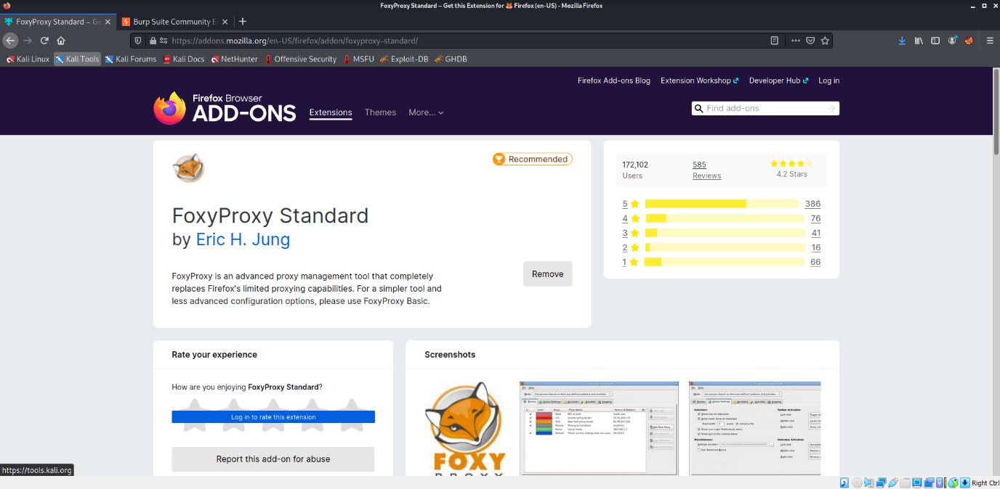 FoxyProxy Standard – Get this Extension for 🦊 Firefox (en-US) - Mozilla Firefox
FoxyProxy Standard – Ge
Burp Suite Community E
https://addons.mozilla.org/en-US/firefox/addon/foxyproxy-standard/
Kali Linux Kali Tools Kali Forums Kali Docs NetHunter Offensive Security MSFU Exploit-DB GHDB
Firefox Add-ons Blog Extension Workshop Developer Hub Log in
Firefox Browser
ADD-ONS
Extensions Themes More...
Find add-ons
Recommended
FoxyProxy Standard
by Eric H. Jung
FoxyProxy is an advanced proxy management tool that completely
replaces Firefox's limited proxying capabilities. For a simpler tool and
less advanced configuration options, please use FoxyProxy Basic.
Remove
172,102 585
Users Reviews 4.2 Stars
5 386
4 76
3 41
2 16
1 66
Rate your experience
How are you enjoying FoxyProxy Standard?
Log in to rate this extension
Report this add-on for abuse
Screenshots
FOXY
PROXY
https://tools.kali.org
Right Ctrl